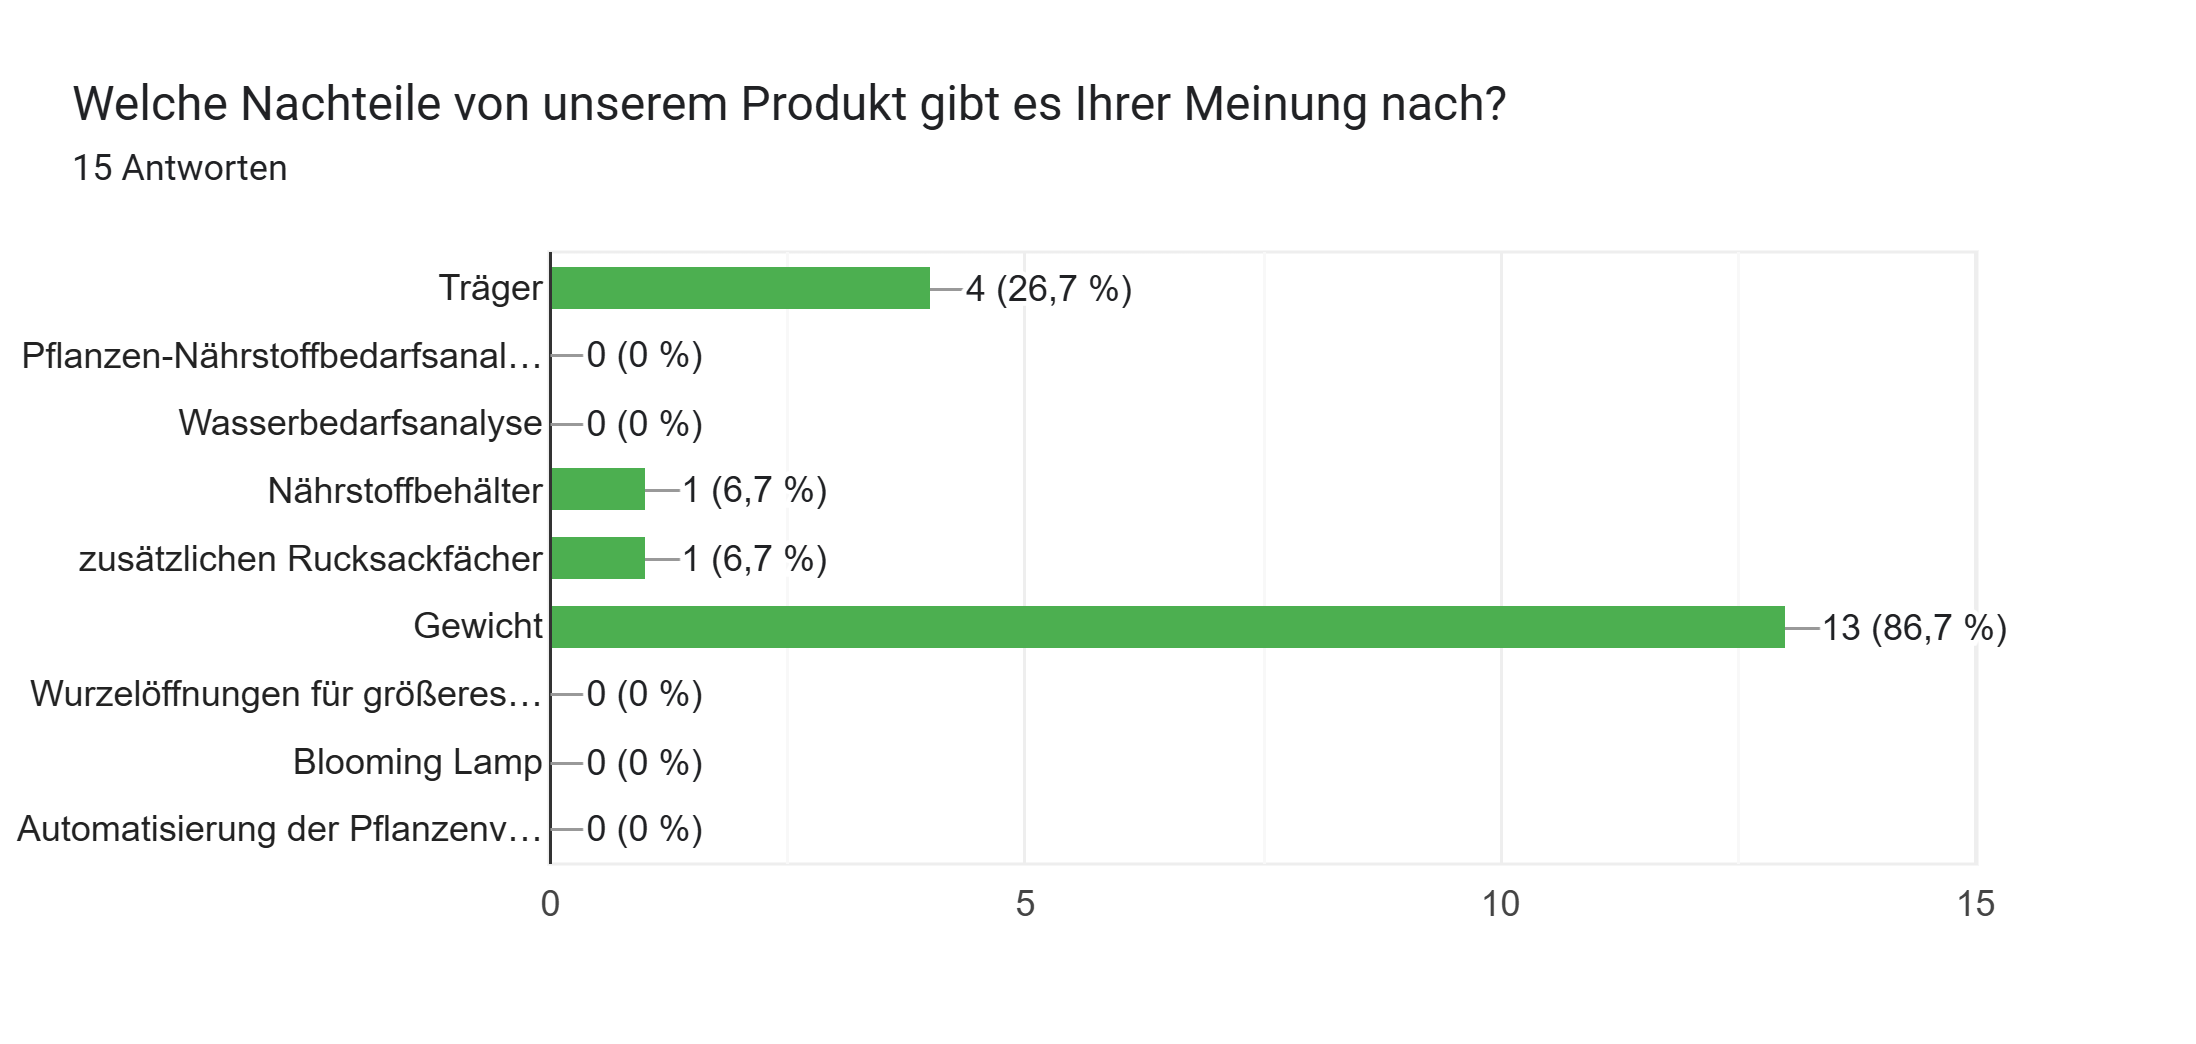 Welche Nachteile von unserem Produkt gibt es Ihrer Meinung nach?
15 Antworten
Träger 4 (26,7 %)
Pflanzen-Nährstoffbedarfsanal… 0 (0 %)
Wasserbedarfsanalyse 0 (0 %)
Nährstoffbehälter 1 (6,7 %)
zusätzlichen Rucksackfächer 1 (6,7 %)
Gewicht 13 (86,7 %)
Wurzelöffnungen für größeres… 0 (0 %)
Blooming Lamp 0 (0 %)
Automatisierung der Pflanzenv… 0 (0 %)
0 5 10 15